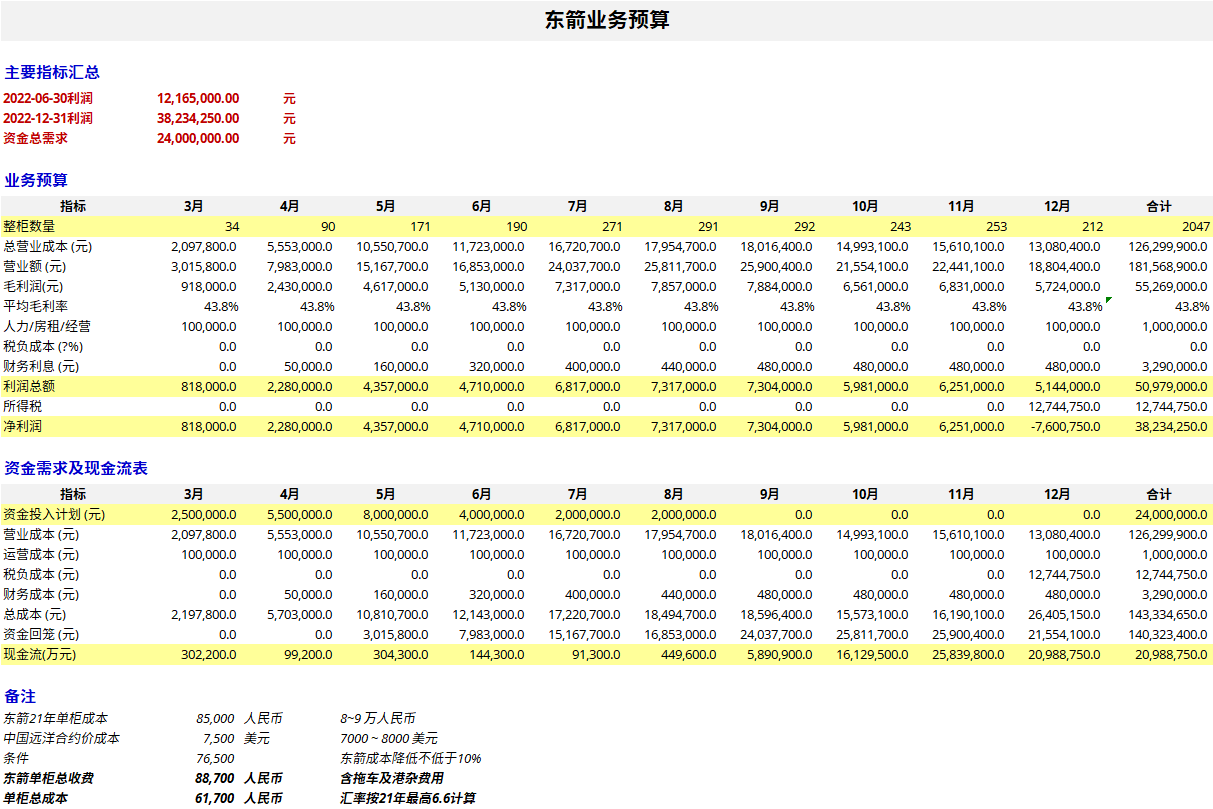 东箭业务预算
主要指标汇总
2022-06-30利润 12,165,000.00 元
2022-12-31利润 38,234,250.00 元
资金总需求 24,000,000.00 元
业务预算
指标 3月 4月 5月 6月 7月 8月 9月 10月 11月 12月 合计
整柜数量 34 90 171 190 271 291 292 243 253 212 2047
总营业成本 (元) 2,097,800.0 5,553,000.0 10,550,700.0 11,723,000.0 16,720,700.0 17,954,700.0 18,016,400.0 14,993,100.0 15,610,100.0 13,080,400.0 126,299,900.0
营业额 (元) 3,015,800.0 7,983,000.0 15,167,700.0 16,853,000.0 24,037,700.0 25,811,700.0 25,900,400.0 21,554,100.0 22,441,100.0 18,804,400.0 181,568,900.0
毛利润(元) 918,000.0 2,430,000.0 4,617,000.0 5,130,000.0 7,317,000.0 7,857,000.0 7,884,000.0 6,561,000.0 6,831,000.0 5,724,000.0 55,269,000.0
平均毛利率 43.8% 43.8% 43.8% 43.8% 43.8% 43.8% 43.8% 43.8% 43.8% 43.8% 43.8%
人力/房租/经营 100,000.0 100,000.0 100,000.0 100,000.0 100,000.0 100,000.0 100,000.0 100,000.0 100,000.0 100,000.0 1,000,000.0
税负成本 (?%) 0.0 0.0 0.0 0.0 0.0 0.0 0.0 0.0 0.0 0.0 0.0
财务利息 (元) 0.0 50,000.0 160,000.0 320,000.0 400,000.0 440,000.0 480,000.0 480,000.0 480,000.0 480,000.0 3,290,000.0
利润总额 818,000.0 2,280,000.0 4,357,000.0 4,710,000.0 6,817,000.0 7,317,000.0 7,304,000.0 5,981,000.0 6,251,000.0 5,144,000.0 50,979,000.0
所得税 0.0 0.0 0.0 0.0 0.0 0.0 0.0 0.0 0.0 12,744,750.0 12,744,750.0
净利润 818,000.0 2,280,000.0 4,357,000.0 4,710,000.0 6,817,000.0 7,317,000.0 7,304,000.0 5,981,000.0 6,251,000.0 -7,600,750.0 38,234,250.0
资金需求及现金流表
指标 3月 4月 5月 6月 7月 8月 9月 10月 11月 12月 合计
资金投入计划 (元) 2,500,000.0 5,500,000.0 8,000,000.0 4,000,000.0 2,000,000.0 2,000,000.0 0.0 0.0 0.0 0.0 24,000,000.0
营业成本 (元) 2,097,800.0 5,553,000.0 10,550,700.0 11,723,000.0 16,720,700.0 17,954,700.0 18,016,400.0 14,993,100.0 15,610,100.0 13,080,400.0 126,299,900.0
运营成本 (元) 100,000.0 100,000.0 100,000.0 100,000.0 100,000.0 100,000.0 100,000.0 100,000.0 100,000.0 100,000.0 1,000,000.0
税负成本 (元) 0.0 0.0 0.0 0.0 0.0 0.0 0.0 0.0 0.0 12,744,750.0 12,744,750.0
财务成本 (元) 0.0 50,000.0 160,000.0 320,000.0 400,000.0 440,000.0 480,000.0 480,000.0 480,000.0 480,000.0 3,290,000.0
总成本 (元) 2,197,800.0 5,703,000.0 10,810,700.0 12,143,000.0 17,220,700.0 18,494,700.0 18,596,400.0 15,573,100.0 16,190,100.0 26,405,150.0 143,334,650.0
资金回笼 (元) 0.0 0.0 3,015,800.0 7,983,000.0 15,167,700.0 16,853,000.0 24,037,700.0 25,811,700.0 25,900,400.0 21,554,100.0 140,323,400.0
现金流(万元) 302,200.0 99,200.0 304,300.0 144,300.0 91,300.0 449,600.0 5,890,900.0 16,129,500.0 25,839,800.0 20,988,750.0 20,988,750.0
备注
东箭21年单柜成本 85,000 人民币 8~9 万人民币
中国远洋合约价成本 7,500 美元 7000 ~ 8000 美元
条件 76,500 东箭成本降低不低于10%
东箭单柜总收费 88,700 人民币 含拖车及港杂费用
单柜总成本 61,700 人民币 汇率按21年最高6.6计算